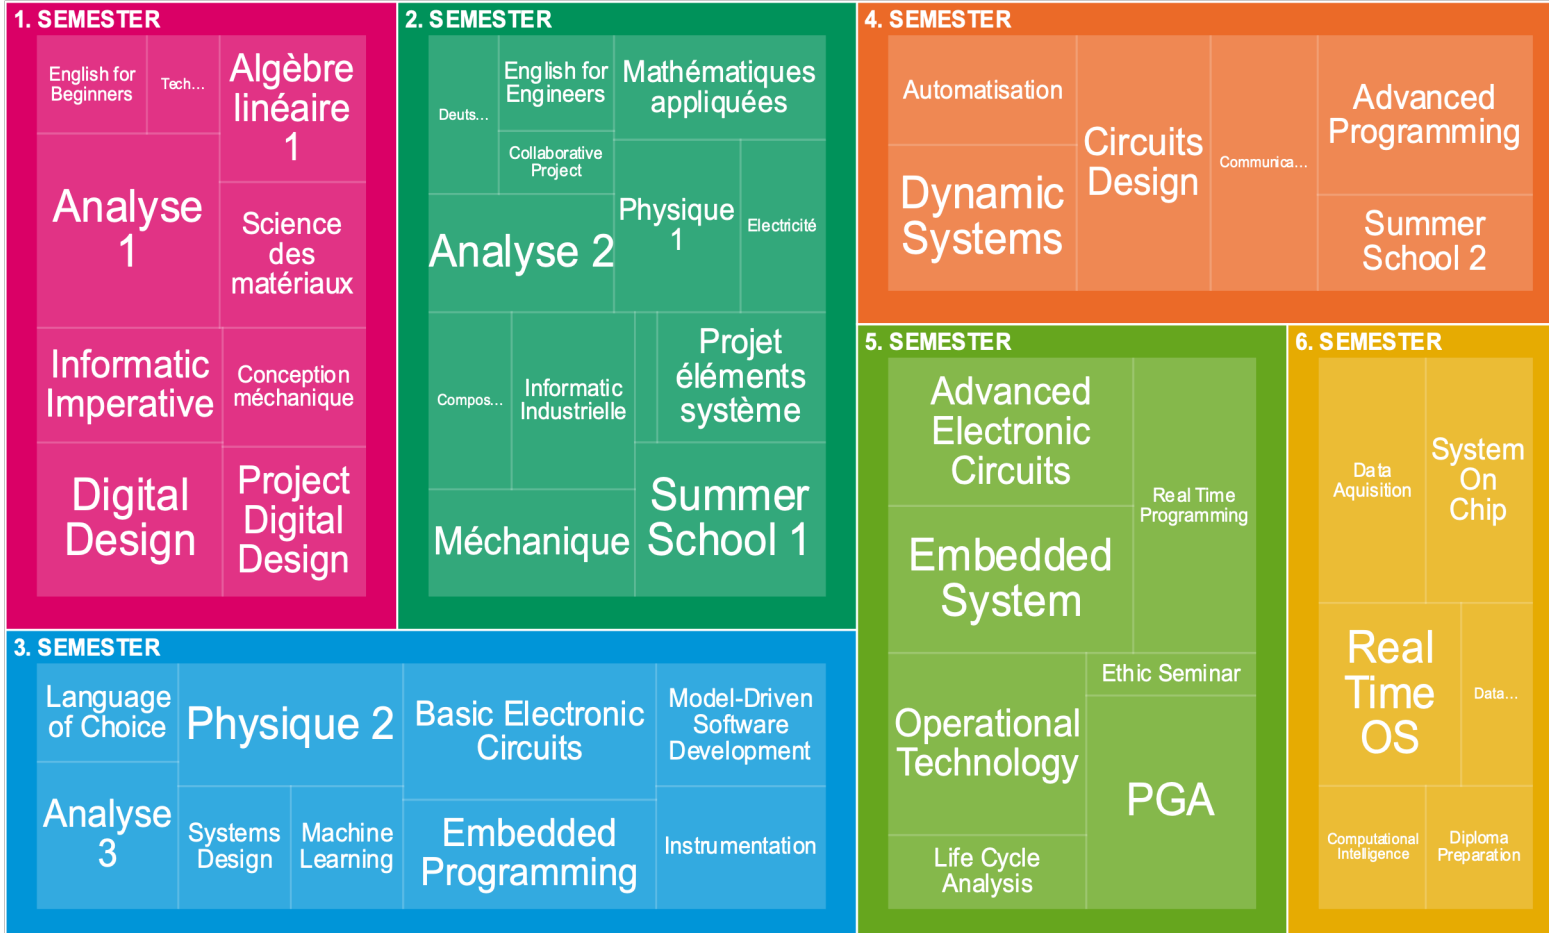 1. SEMESTER
English for
Beginners
Tech...
Algèbre
linéaire
1
Analyse
1
Science
des
matériaux
Informatic
Imperative
Conception
méchanique
Digital
Design
Project
Digital
Design
2. SEMESTER
Deuts...
English for
Engineers
Mathématiques
appliquées
Collaborative
Project
Analyse 2
Physique
1
Electricité
Compos...
Informatic
Industrielle
Projet
éléments
système
Méchanique
Summer
School 1
3. SEMESTER
Language
of Choice
Physique 2
Basic Electronic
Circuits
Model-Driven
Software
Development
Analyse
3
Systems
Design
Machine
Learning
Embedded
Programming
Instrumentation
4. SEMESTER
Automatisation
Dynamic
Systems
Circuits
Design
Communica...
Advanced
Programming
Summer
School 2
5. SEMESTER
Advanced
Electronic
Circuits
Real Time
Programming
Embedded
System
Operational
Technology
Ethic Seminar
PGA
Life Cycle
Analysis
6. SEMESTER
Data
Aquisition
System
On
Chip
Real
Time
OS
Data...
Computational
Intelligence
Diploma
Preparation